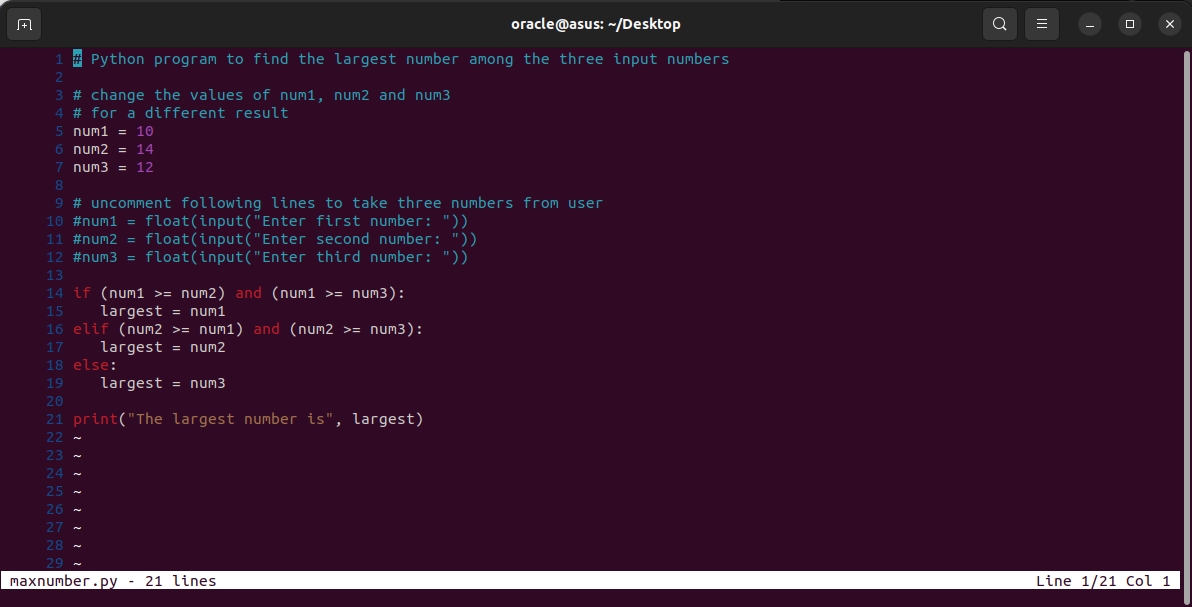 oracle@asus: ~/Desktop
1 # Python program to find the largest number among the three input numbers
2
3 # change the values of num1, num2 and num3
4 # for a different result
5 num1 = 10
6 num2 = 14
7 num3 = 12
8
9 # uncomment following lines to take three numbers from user
10 #num1 = float(input("Enter first number: "))
11 #num2 = float(input("Enter second number: "))
12 #num3 = float(input("Enter third number: "))
13
14 if (num1 >= num2) and (num1 >= num3):
15    largest = num1
16 elif (num2 >= num1) and (num2 >= num3):
17    largest = num2
18 else:
19    largest = num3
20
21 print("The largest number is", largest)
22 ~
23 ~
24 ~
25 ~
26 ~
27 ~
28 ~
29 ~
maxnumber.py - 21 lines Line 1/21 Col 1